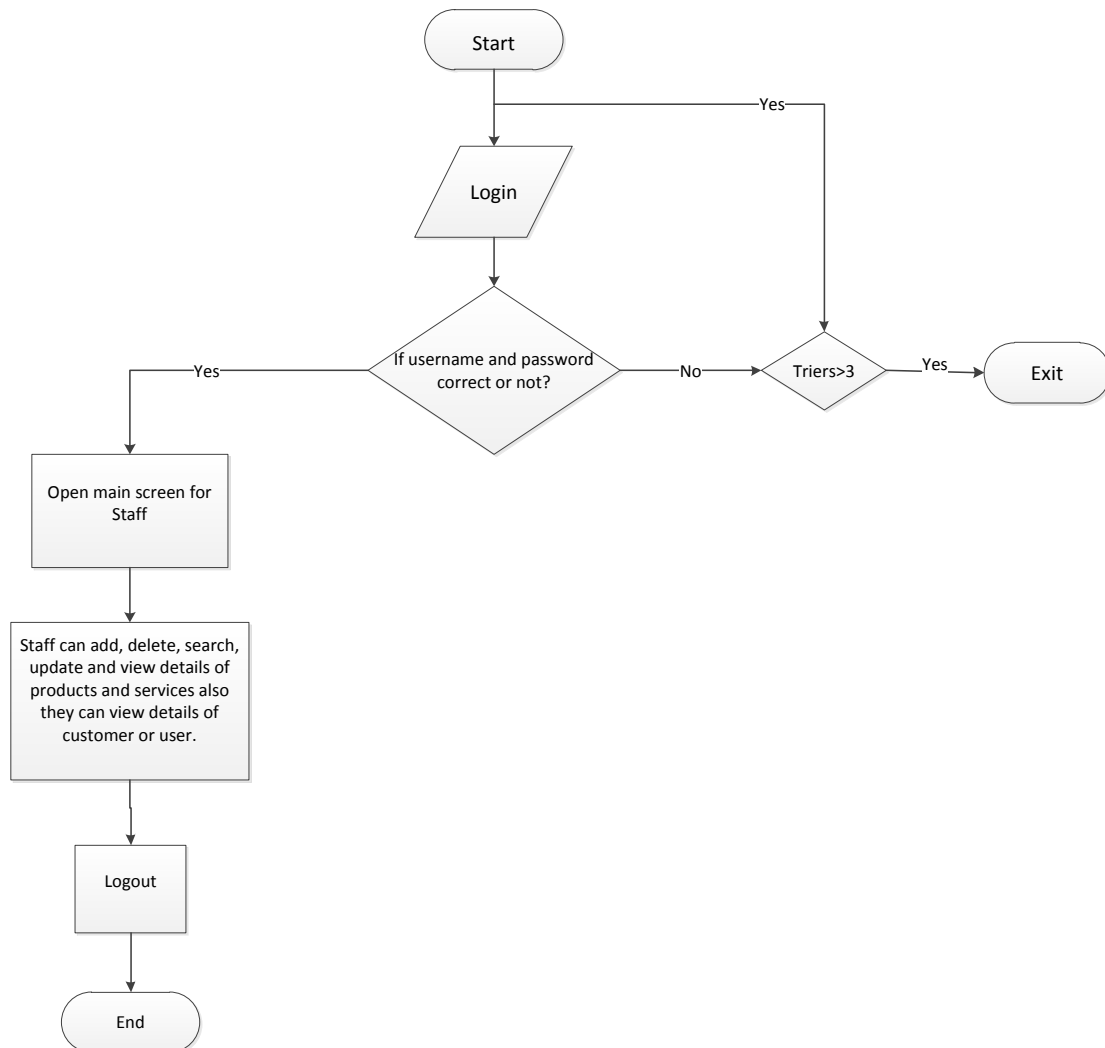 Start
Yes
Login
If username and password
correct or not?
Yes
No
Triers>3
Yes
Exit
Open main screen for
Staff
Staff can add, delete, search,
update and view details of
products and services also
they can view details of
customer or user.
Logout
End